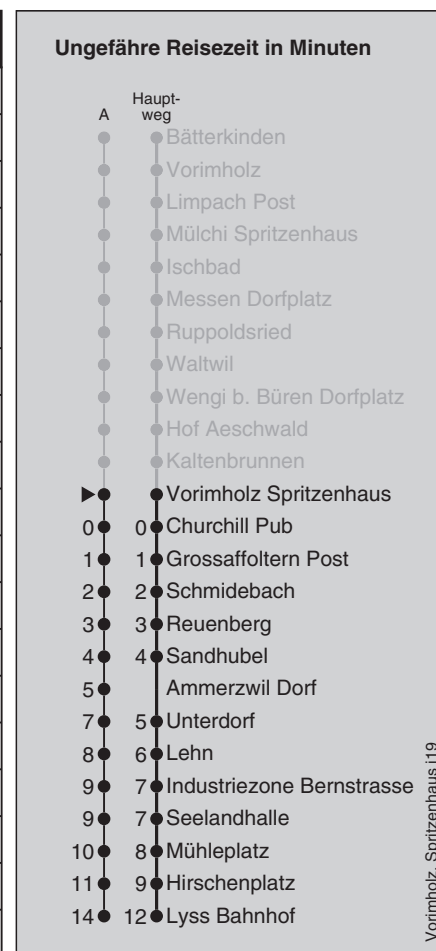 Ungefähre Reisezeit in Minuten
A
Haupt-
weg
Bätterkinden
Vorimholz
Limpach Post
Mülchi Spritzenhaus
Ischbad
Messen Dorfplatz
Ruppoldsried
Waltwil
Wengi b. Büren Dorfplatz
Hof Aeschwald
Kaltenbrunnen
Vorimholz Spritzenhaus
0 0 Churchill Pub
1 1 Grossaffoltern Post
2 2 Schmidebach
3 3 Reuenberg
4 4 Sandhubel
5 Ammerzwil Dorf
7 5 Unterdorf
8 6 Lehn
9 7 Industriezone Bernstrasse
9 7 Seelandhalle
10 8 Mühleplatz
11 9 Hirschenplatz
14 12 Lyss Bahnhof
Vorimholz, Spritzenhaus j19